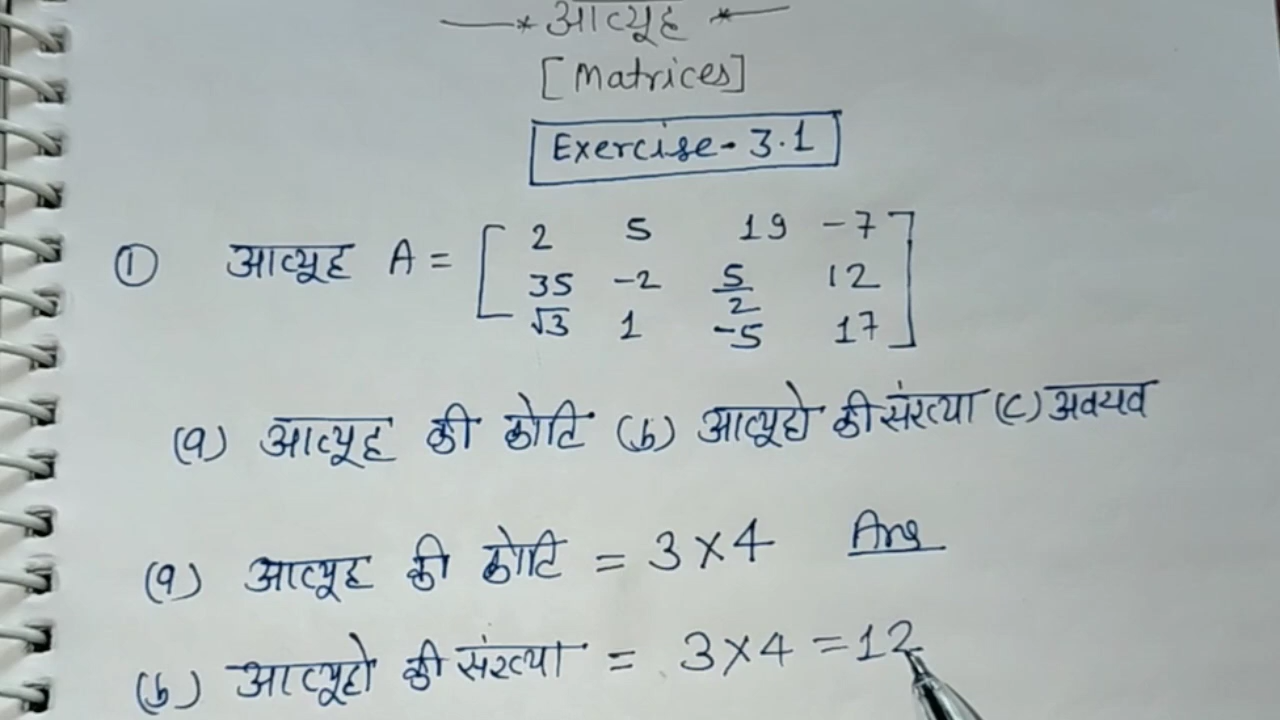 —* आव्यूह *—
[Matrices]
Exercise - 3.1
① आव्यूह A = [ 2 5 19 -7
35 -2 5/2 12
√3 1 -5 17 ]
(a) आव्यूह की कोटि (b) आव्यूहो की संख्या (c) अवयव
(a) आव्यूह की कोटि = 3×4 Ans
(b) आव्यूहो की संख्या = 3×4 = 12